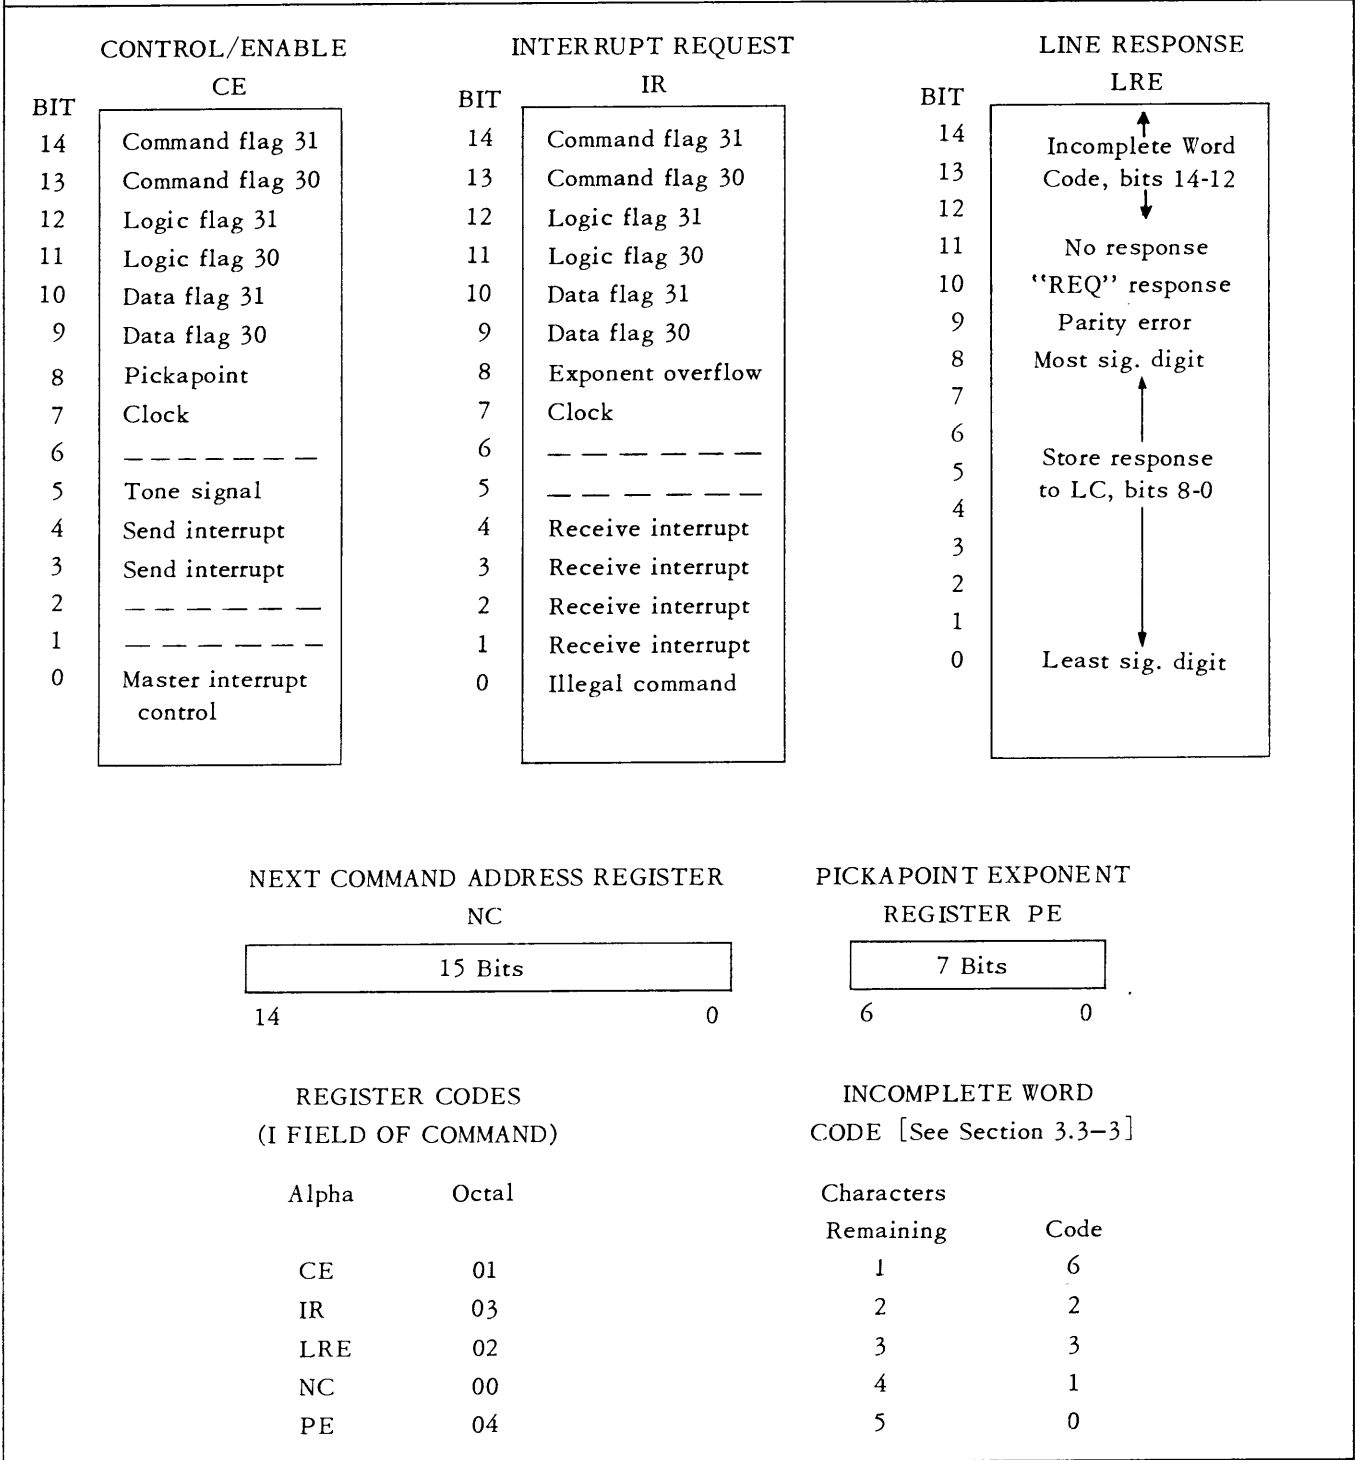 CONTROL/ENABLE
CE
BIT
14 Command flag 31
13 Command flag 30
12 Logic flag 31
11 Logic flag 30
10 Data flag 31
9 Data flag 30
8 Pickapoint
7 Clock
6 _ _ _ _ _ _ _
5 Tone signal
4 Send interrupt
3 Send interrupt
2 _ _ _ _ _ _ _
1 _ _ _ _ _ _ _
0 Master interrupt
control
INTERRUPT REQUEST
IR
BIT
14 Command flag 31
13 Command flag 30
12 Logic flag 31
11 Logic flag 30
10 Data flag 31
9 Data flag 30
8 Exponent overflow
7 Clock
6 _ _ _ _ _ _
5 _ _ _ _ _ _
4 Receive interrupt
3 Receive interrupt
2 Receive interrupt
1 Receive interrupt
0 Illegal command
LINE RESPONSE
LRE
BIT
14 Incomplete Word
13 Code, bits 14-12
12
11 No response
10 "REQ" response
9 Parity error
8 Most sig. digit
7
6
5 Store response
to LC, bits 8-0
4
3
2
1
0 Least sig. digit
NEXT COMMAND ADDRESS REGISTER
NC
15 Bits
14 0
PICKAPOINT EXPONENT
REGISTER PE
7 Bits
6 0
REGISTER CODES
(I FIELD OF COMMAND)
Alpha Octal
CE 01
IR 03
LRE 02
NC 00
PE 04
INCOMPLETE WORD
CODE [See Section 3.3–3]
Characters
Remaining Code
1 6
2 2
3 3
4 1
5 0